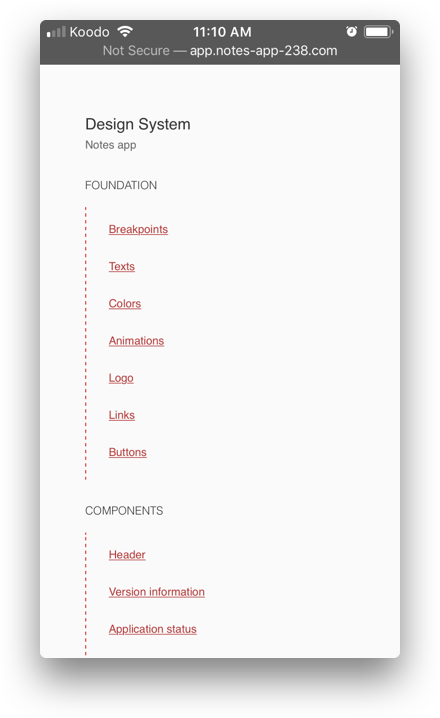 Koodo 11:10 AM
Not Secure — app.notes-app-238.com
Design System
Notes app
FOUNDATION
Breakpoints
Texts
Colors
Animations
Logo
Links
Buttons
COMPONENTS
Header
Version information
Application status